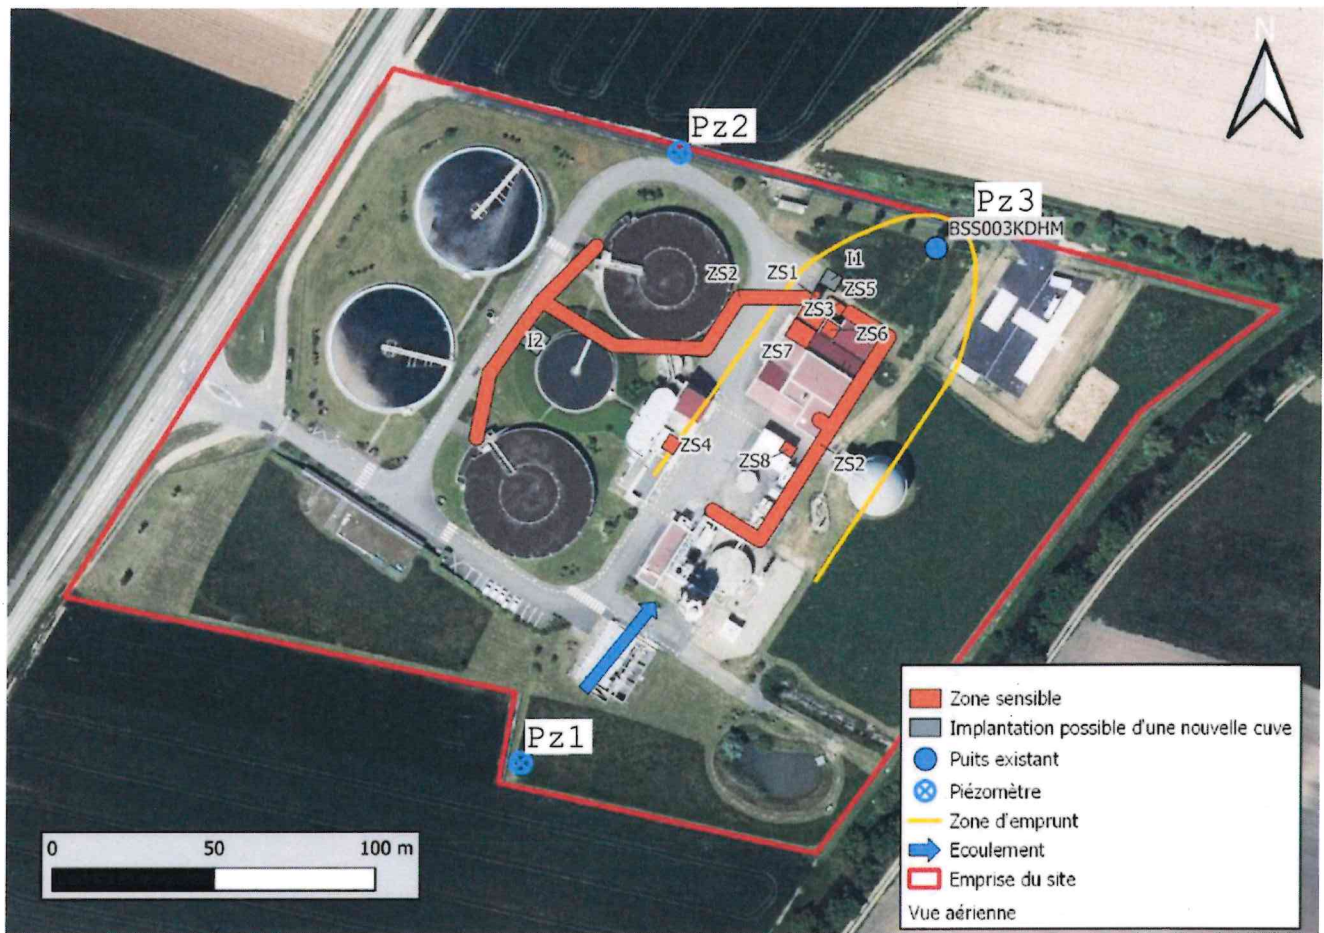 N
Pz2
Pz3
BSS003KDHM
I1
ZS1
ZS2
ZS5
ZS3
ZS6
I2
ZS7
ZS4
ZS8
ZS2
Pz1
Zone sensible
Implantation possible d'une nouvelle cuve
Puits existant
Piézomètre
Zone d'emprunt
Ecoulement
Emprise du site
Vue aérienne
0 50 100 m